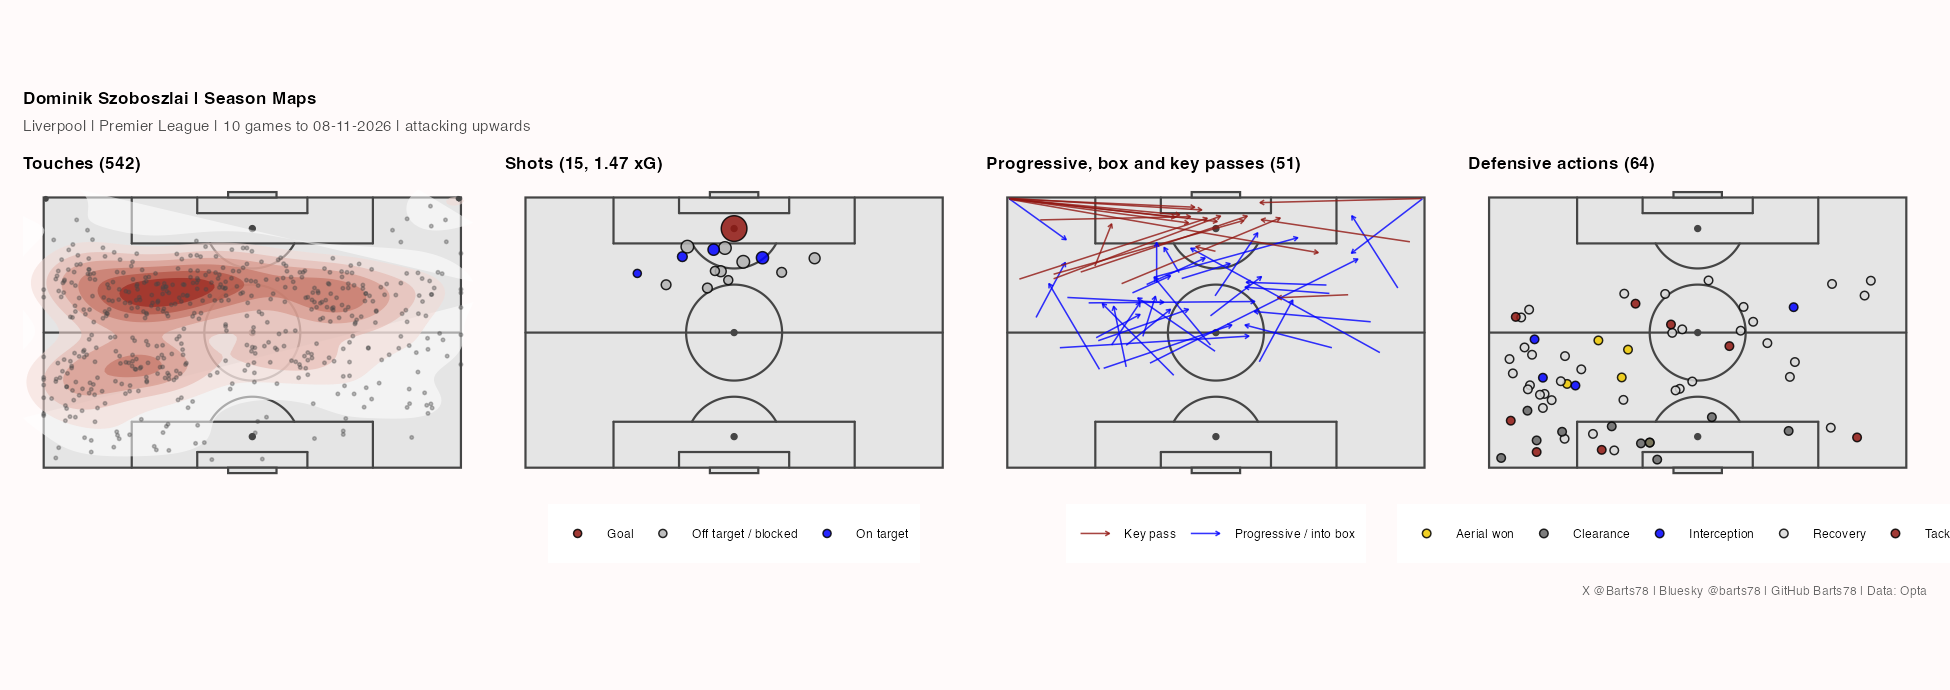 Dominik Szoboszlai | Season Maps
Liverpool | Premier League | 10 games to 08-11-2026 | attacking upwards
Touches (542)
Shots (15, 1.47 xG)
Progressive, box and key passes (51)
Defensive actions (64)
Goal
Off target / blocked
On target
Key pass
Progressive / into box
Aerial won
Clearance
Interception
Recovery
Tack
X @Barts78 | Bluesky @barts78 | GitHub Barts78 | Data: Opta